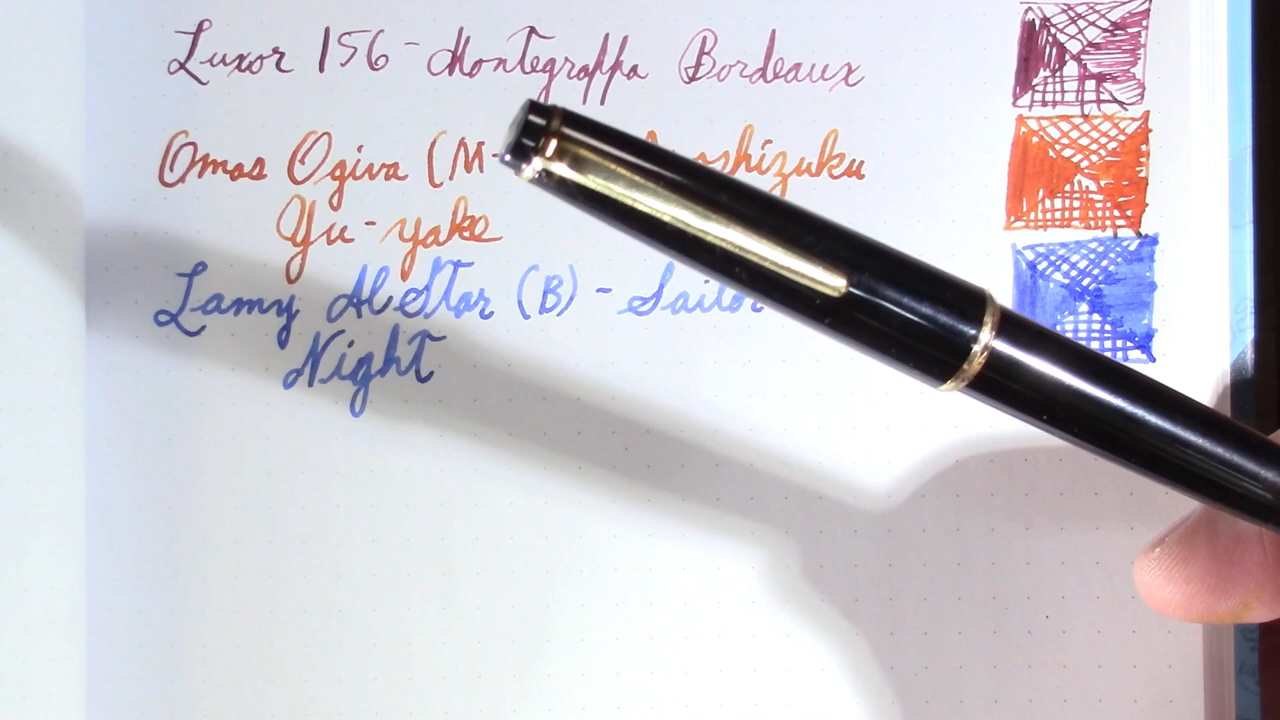 Luxor 156 - Montegrappa Bordeaux
Omas Ogiva (M-
Yu-yake
Lamy Al Star (B) - Sailor
Night